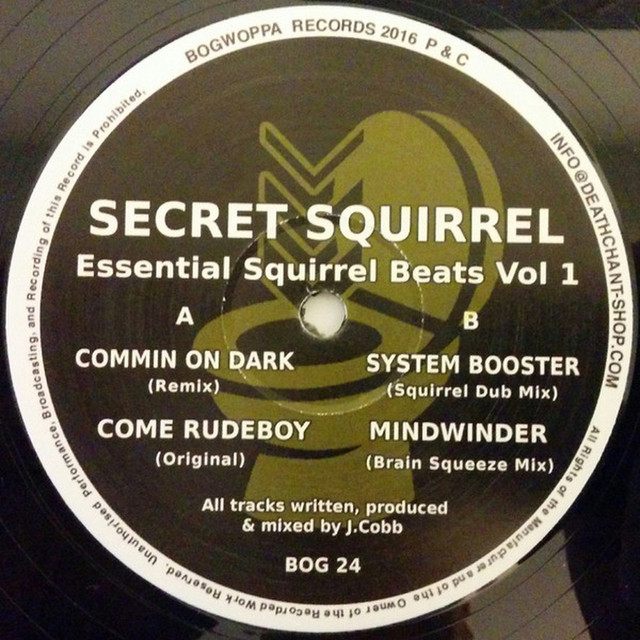 BOGWOPPA RECORDS 2016 P & C
INFO@DEATHCHANT-SHOP.COM
SECRET SQUIRREL
Essential Squirrel Beats Vol 1
A
COMMIN ON DARK
(Remix)
COME RUDEBOY
(Original)
B
SYSTEM BOOSTER
(Squirrel Dub Mix)
MINDWINDER
(Brain Squeeze Mix)
All tracks written, produced
& mixed by J.Cobb
BOG 24
All Rights of the Manufacturer and of the Owner of the Recorded Work Reserved. Unauthorised Performance, Broadcasting, and Recording of this Record is Prohibited.